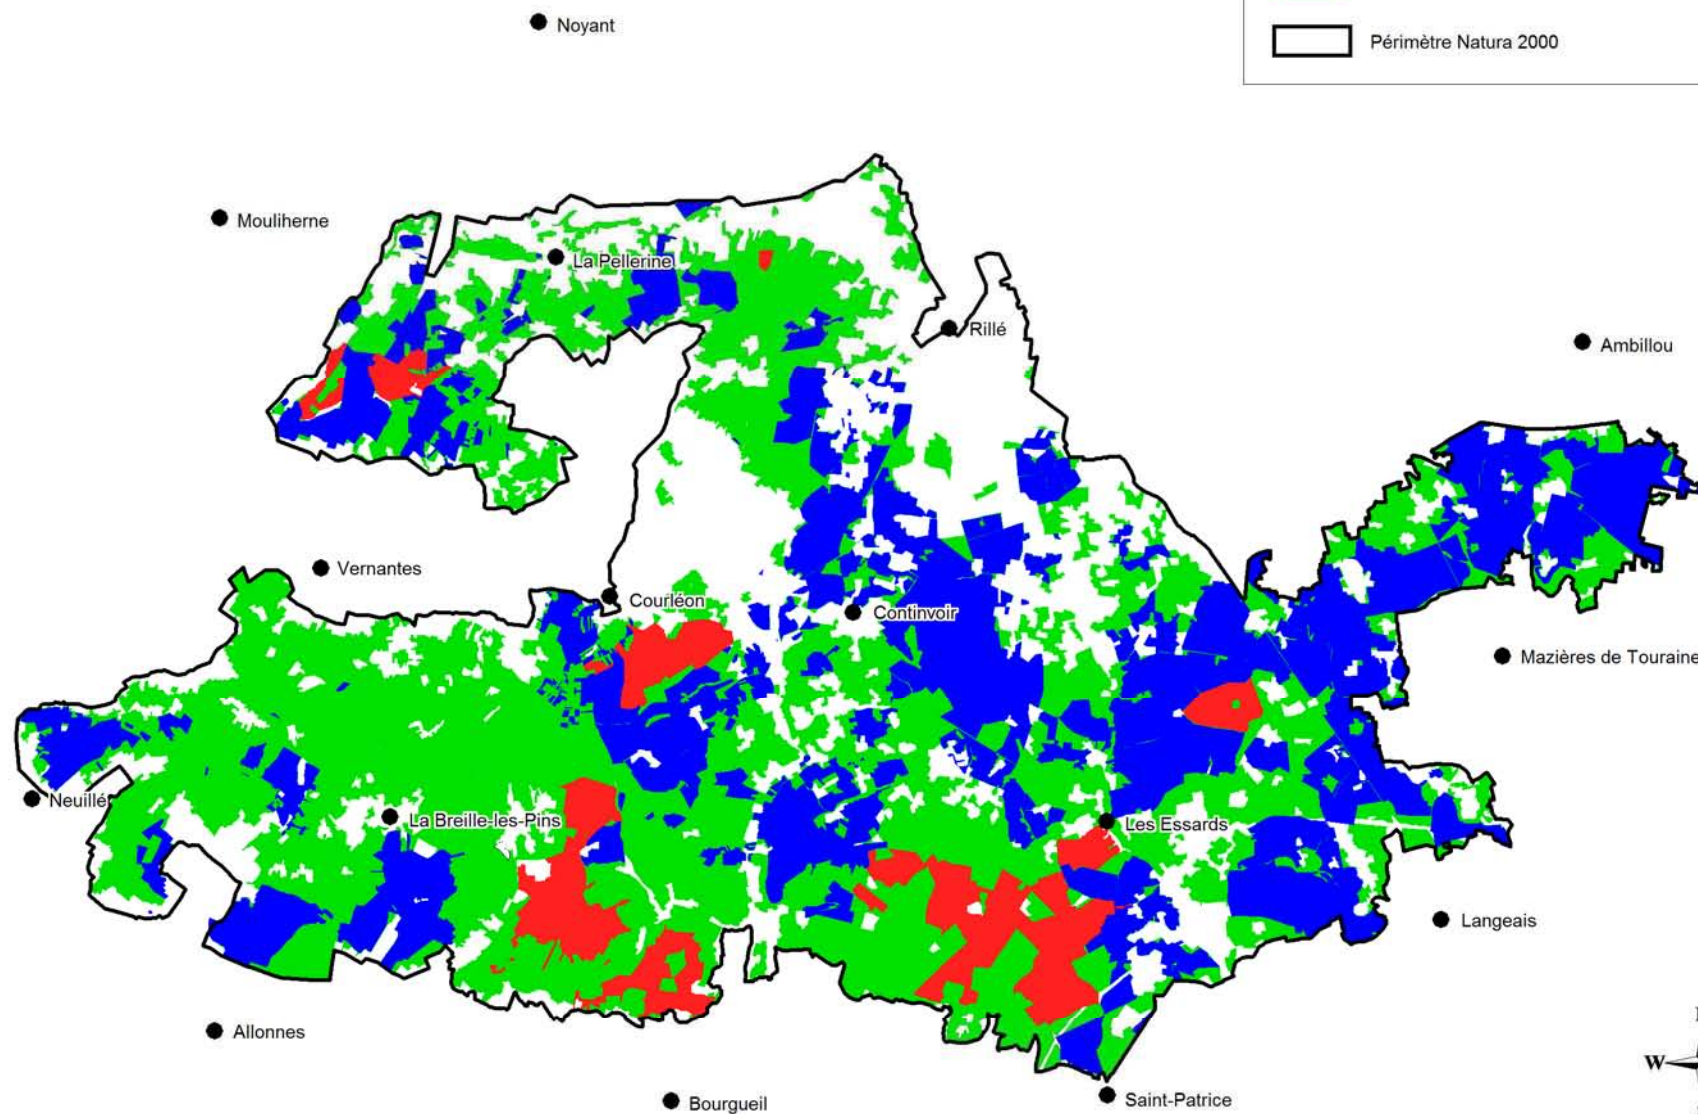 Noyant
Périmètre Natura 2000
Mouliherne
La Pellerine
Rillé
Ambillou
Vernantes
Courléon
Continvoir
Mazières de Touraine
Neuillé
La Breille-les-Pins
Les Essards
Langeais
Allonnes
W
Bourgueil
Saint-Patrice